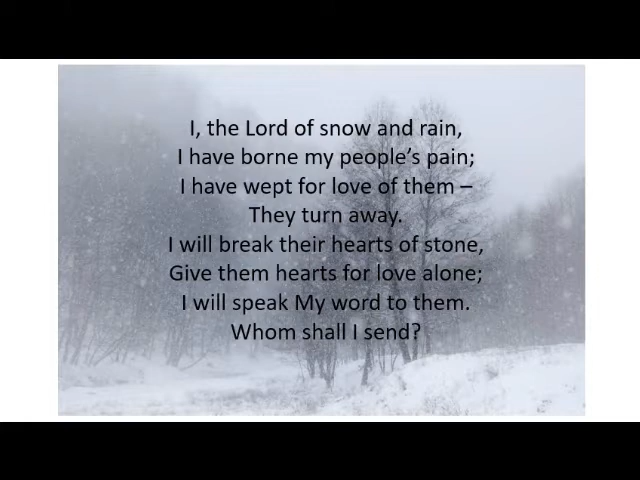 I, the Lord of snow and rain,
I have borne my people’s pain;
I have wept for love of them –
They turn away.
I will break their hearts of stone,
Give them hearts for love alone;
I will speak My word to them.
Whom shall I send?